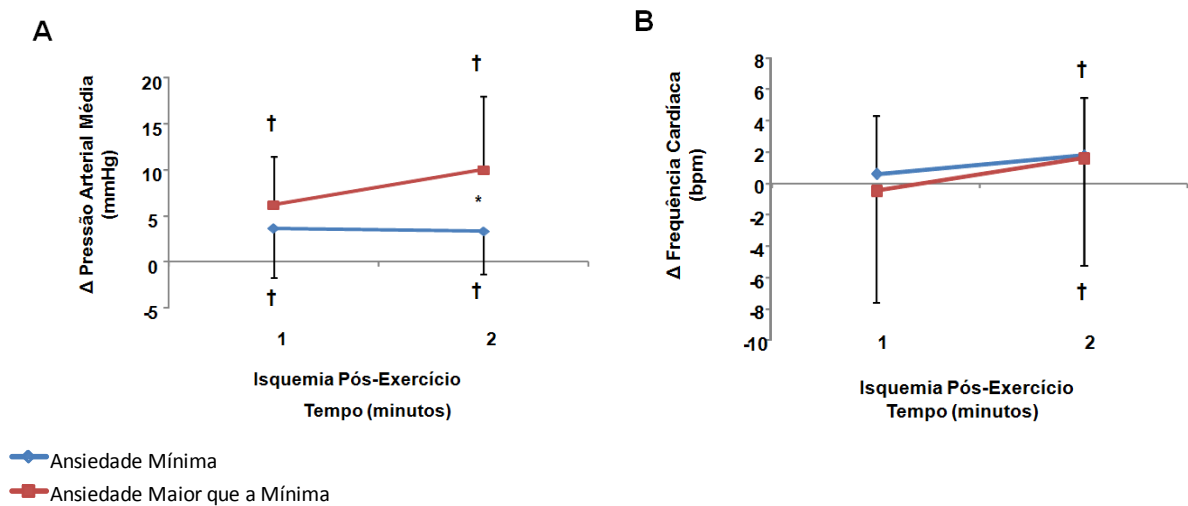 A
Δ Pressão Arterial Média
(mmHg)
†
20
†
15
10
*
5
0
†
†
-5
1
2
Isquemia Pós-Exercício
Tempo (minutos)
B
Δ Frequência Cardíaca
(bpm)
8
†
6
4
2
0
-2
-4
-6
†
-8
-10
1
2
Isquemia Pós-Exercício
Tempo (minutos)
Ansiedade Mínima
Ansiedade Maior que a Mínima